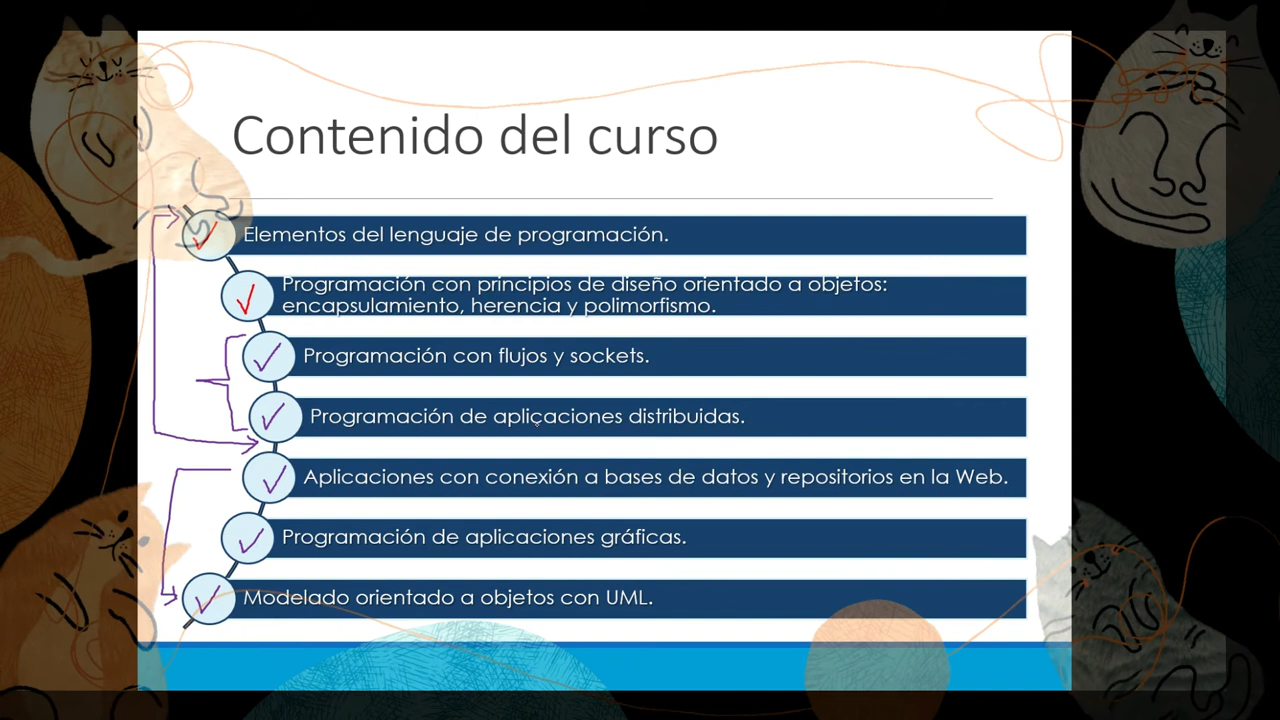 Contenido del curso
Elementos del lenguaje de programación.
Programación con principios de diseño orientado a objetos:
encapsulamiento, herencia y polimorfismo.
Programación con flujos y sockets.
Programación de aplicaciones distribuidas.
Aplicaciones con conexión a bases de datos y repositorios en la Web.
Programación de aplicaciones gráficas.
Modelado orientado a objetos con UML.